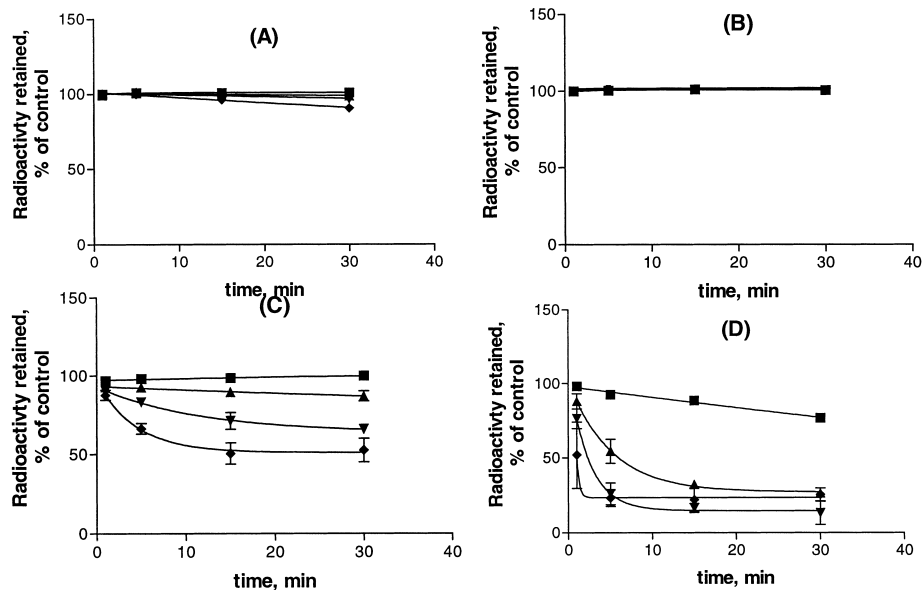 (A)
Radioactivty retained,
% of control
150
100
50
0
0 10 20 30 40
time, min
(B)
Radioactivty retained,
% of control
150
100
50
0
0 10 20 30 40
time, min
(C)
Radioactivty retained,
% of control
150
100
50
0
0 10 20 30 40
time, min
(D)
Radioactivty retained,
% of control
150
100
50
0
0 10 20 30 40
time, min